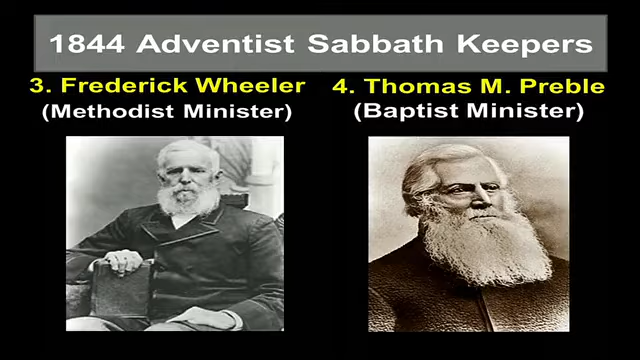 1844 Adventist Sabbath Keepers
3. Frederick Wheeler
(Methodist Minister)
4. Thomas M. Preble
(Baptist Minister)